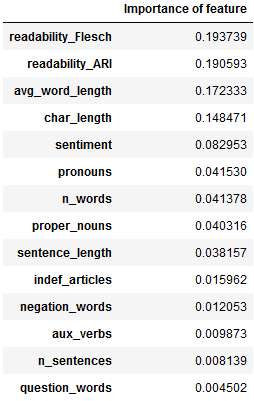 Importance of feature
readability_Flesch 0.193739
readability_ARI 0.190593
avg_word_length 0.172333
char_length 0.148471
sentiment 0.082953
pronouns 0.041530
n_words 0.041378
proper_nouns 0.040316
sentence_length 0.038157
indef_articles 0.015962
negation_words 0.012053
aux_verbs 0.009873
n_sentences 0.008139
question_words 0.004502